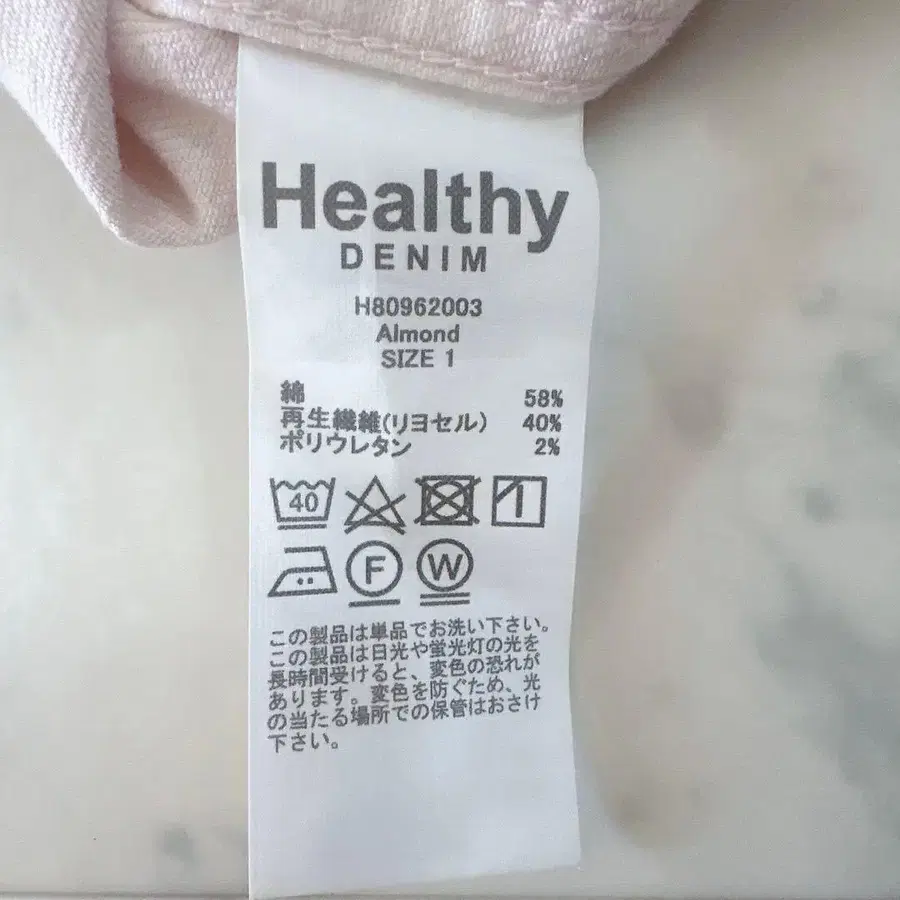 Healthy
DENIM
H80962003
Almond
SIZE 1
綿 58%
再生繊維(リヨセル) 40%
ポリウレタン 2%
40
F W
この製品は単品でお洗い下さい。
この製品は日光や蛍光灯の光を
長時間受けると、変色の恐れが
あります。変色を防ぐため、光
の当たる場所での保管はおさけ
下さい。